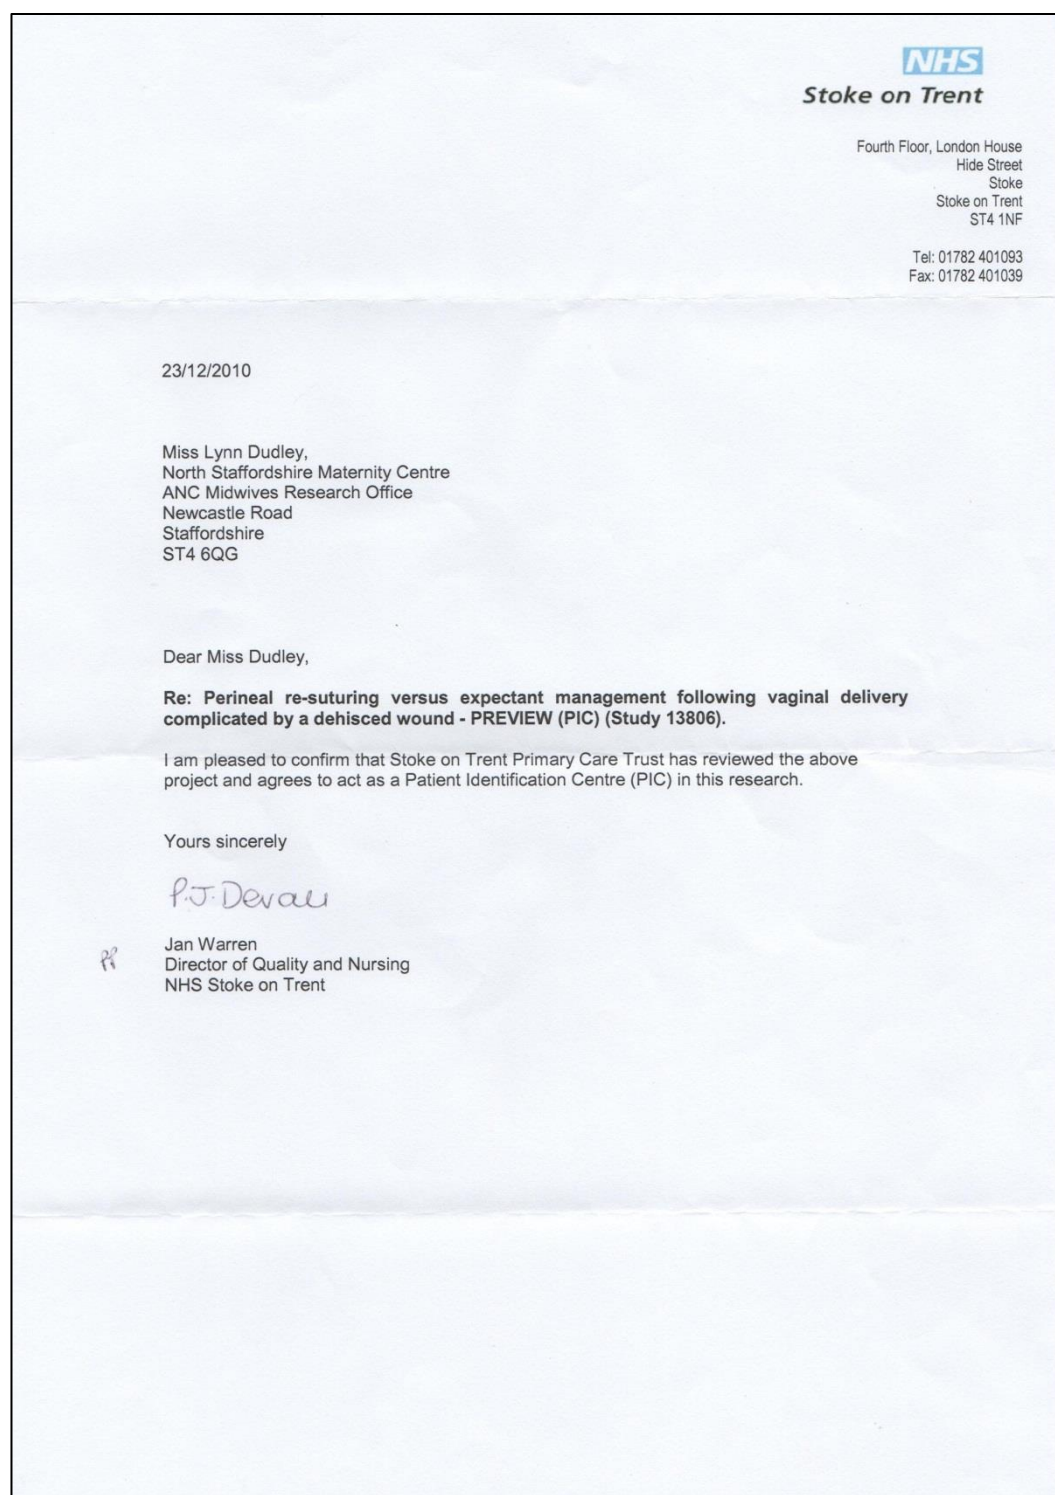 NHS
Stoke on Trent
Fourth Floor, London House
Hide Street
Stoke
Stoke on Trent
ST4 1NF
Tel: 01782 401093
Fax: 01782 401039
23/12/2010
Miss Lynn Dudley,
North Staffordshire Maternity Centre
ANC Midwives Research Office
Newcastle Road
Staffordshire
ST4 6QG
Dear Miss Dudley,
Re: Perineal re-suturing versus expectant management following vaginal delivery
complicated by a dehisced wound - PREVIEW (PIC) (Study 13806).
I am pleased to confirm that Stoke on Trent Primary Care Trust has reviewed the above
project and agrees to act as a Patient Identification Centre (PIC) in this research.
Yours sincerely
P.J.
pp
Jan Warren
Director of Quality and Nursing
NHS Stoke on Trent